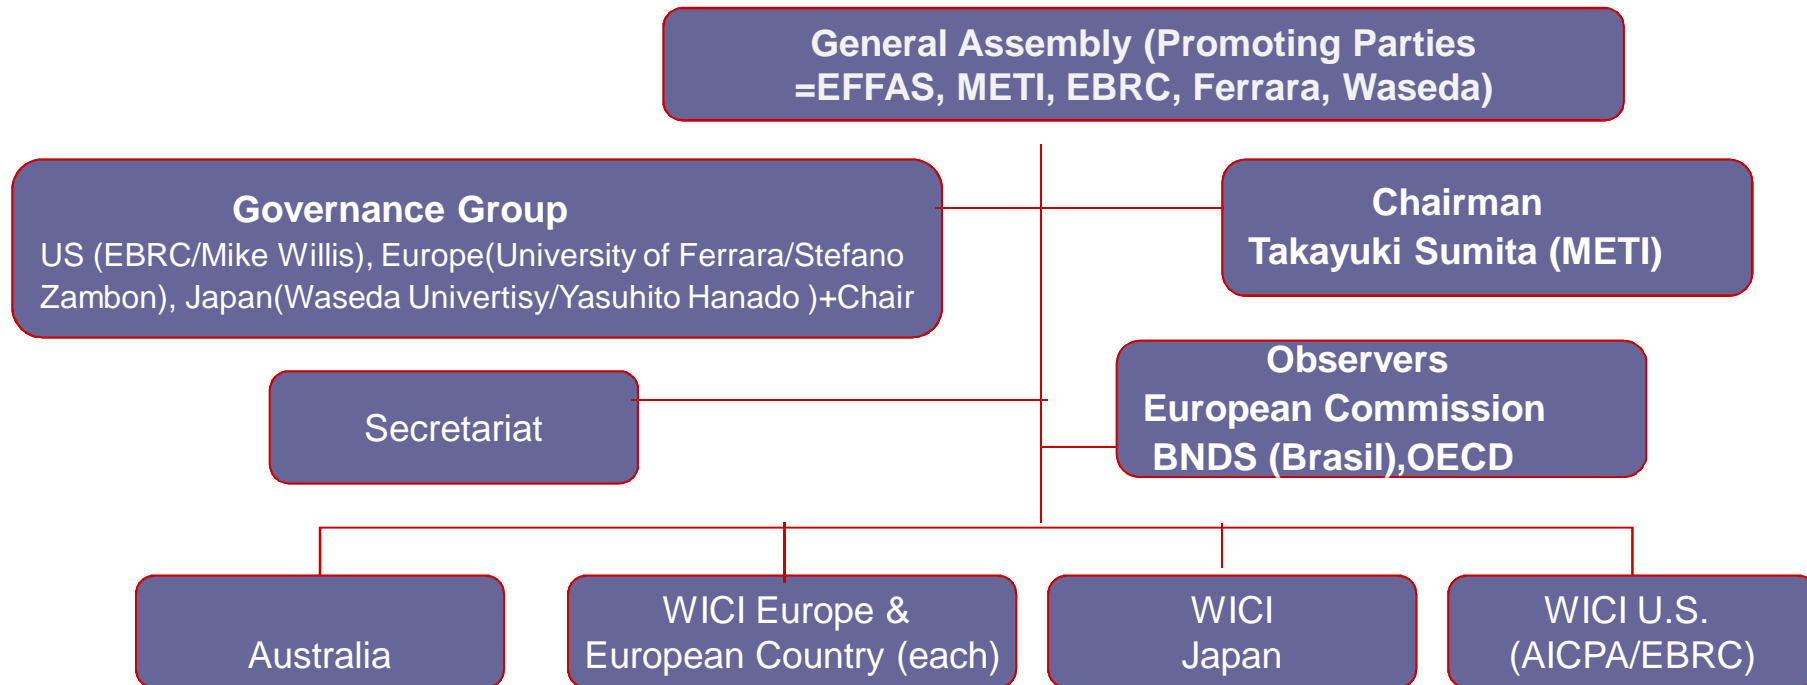 General Assembly (Promoting Parties
=EFFAS, METI, EBRC, Ferrara, Waseda)
Governance Group
US (EBRC/Mike Willis), Europe(University of Ferrara/Stefano
Zambon), Japan(Waseda Univertisy/Yasuhito Hanado )+Chair
Chairman
Takayuki Sumita (METI)
Secretariat
Observers
European Commission
BNDS (Brasil),OECD
Australia
WICI Europe &
European Country (each)
WICI
Japan
WICI U.S.
(AICPA/EBRC)